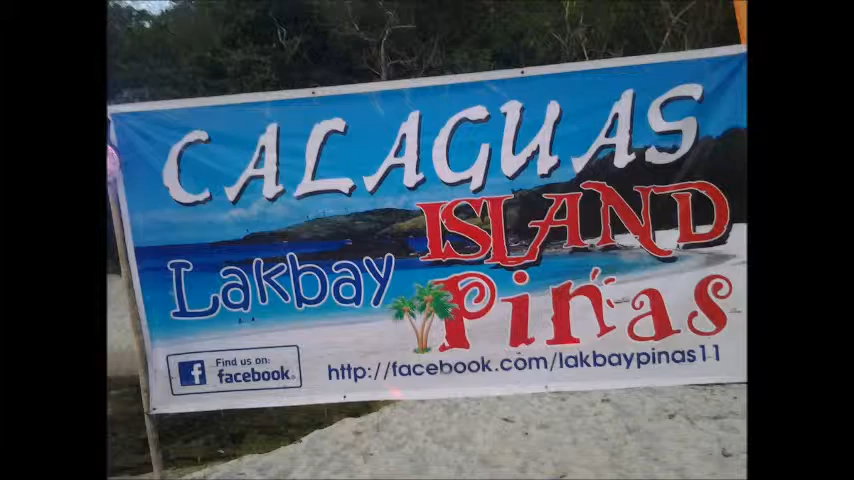 CALAGUAS
ISLAND
Lakbay Pinas
f Find us on:
facebook
http://facebook.com/lakbaypinas11